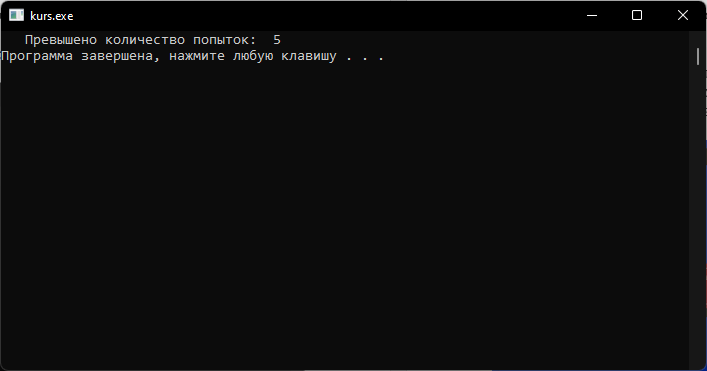 kurs.exe
Превышено количество попыток: 5
Программа завершена, нажмите любую клавишу . . .